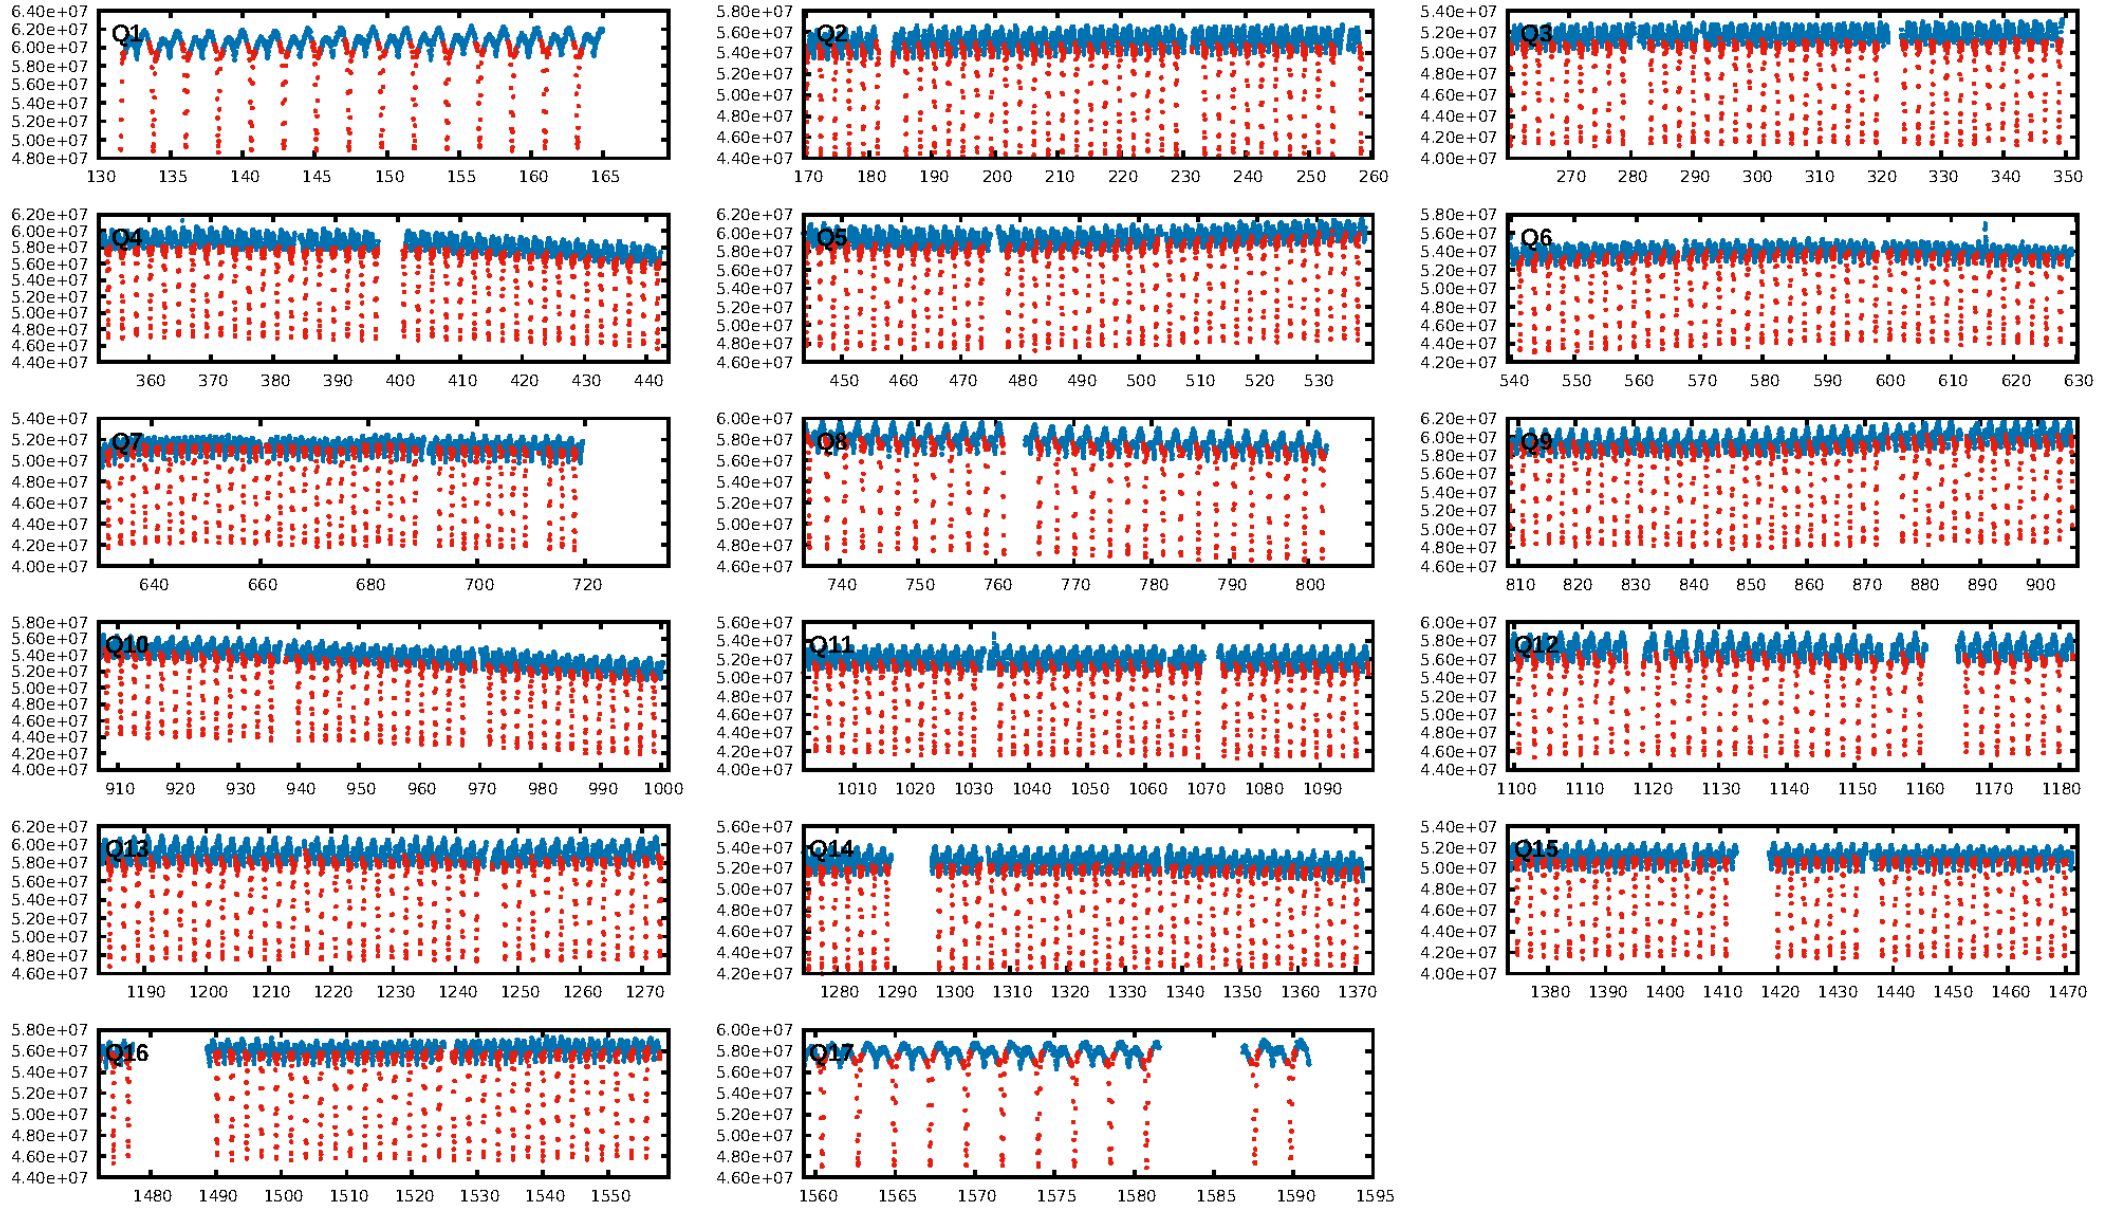 6.40e+07
6.20e+07
6.00e+07
5.80e+07
5.60e+07
5.40e+07
5.20e+07
5.00e+07
4.80e+07
Q1
130 135 140 145 150 155 160 165
5.80e+07
5.60e+07
5.40e+07
5.20e+07
5.00e+07
4.80e+07
4.60e+07
4.40e+07
Q2
170 180 190 200 210 220 230 240 250 260
5.40e+07
5.20e+07
5.00e+07
4.80e+07
4.60e+07
4.40e+07
4.20e+07
4.00e+07
Q3
270 280 290 300 310 320 330 340 350
6.20e+07
6.00e+07
5.80e+07
5.60e+07
5.40e+07
5.20e+07
5.00e+07
4.80e+07
4.60e+07
4.40e+07
Q4
360 370 380 390 400 410 420 430 440
6.20e+07
6.00e+07
5.80e+07
5.60e+07
5.40e+07
5.20e+07
5.00e+07
4.80e+07
4.60e+07
Q5
450 460 470 480 490 500 510 520 530
5.80e+07
5.60e+07
5.40e+07
5.20e+07
5.00e+07
4.80e+07
4.60e+07
4.40e+07
4.20e+07
Q6
540 550 560 570 580 590 600 610 620 630
5.40e+07
5.20e+07
5.00e+07
4.80e+07
4.60e+07
4.40e+07
4.20e+07
4.00e+07
Q7
640 660 680 700 720
6.00e+07
5.80e+07
5.60e+07
5.40e+07
5.20e+07
5.00e+07
4.80e+07
4.60e+07
Q8
740 750 760 770 780 790 800
6.20e+07
6.00e+07
5.80e+07
5.60e+07
5.40e+07
5.20e+07
5.00e+07
4.80e+07
4.60e+07
Q9
810 820 830 840 850 860 870 880 890 900
5.80e+07
5.60e+07
5.40e+07
5.20e+07
5.00e+07
4.80e+07
4.60e+07
4.40e+07
4.20e+07
4.00e+07
Q10
910 920 930 940 950 960 970 980 990 1000
5.60e+07
5.40e+07
5.20e+07
5.00e+07
4.80e+07
4.60e+07
4.40e+07
4.20e+07
4.00e+07
Q11
1010 1020 1030 1040 1050 1060 1070 1080 1090
6.00e+07
5.80e+07
5.60e+07
5.40e+07
5.20e+07
5.00e+07
4.80e+07
4.60e+07
4.40e+07
Q12
1100 1110 1120 1130 1140 1150 1160 1170 1180
6.20e+07
6.00e+07
5.80e+07
5.60e+07
5.40e+07
5.20e+07
5.00e+07
4.80e+07
4.60e+07
Q13
1190 1200 1210 1220 1230 1240 1250 1260 1270
5.60e+07
5.40e+07
5.20e+07
5.00e+07
4.80e+07
4.60e+07
4.40e+07
4.20e+07
Q14
1280 1290 1300 1310 1320 1330 1340 1350 1360 1370
5.40e+07
5.20e+07
5.00e+07
4.80e+07
4.60e+07
4.40e+07
4.20e+07
4.00e+07
Q15
1380 1390 1400 1410 1420 1430 1440 1450 1460 1470
5.80e+07
5.60e+07
5.40e+07
5.20e+07
5.00e+07
4.80e+07
4.60e+07
4.40e+07
Q16
1480 1490 1500 1510 1520 1530 1540 1550
6.00e+07
5.80e+07
5.60e+07
5.40e+07
5.20e+07
5.00e+07
4.80e+07
4.60e+07
Q17
1560 1565 1570 1575 1580 1585 1590 1595